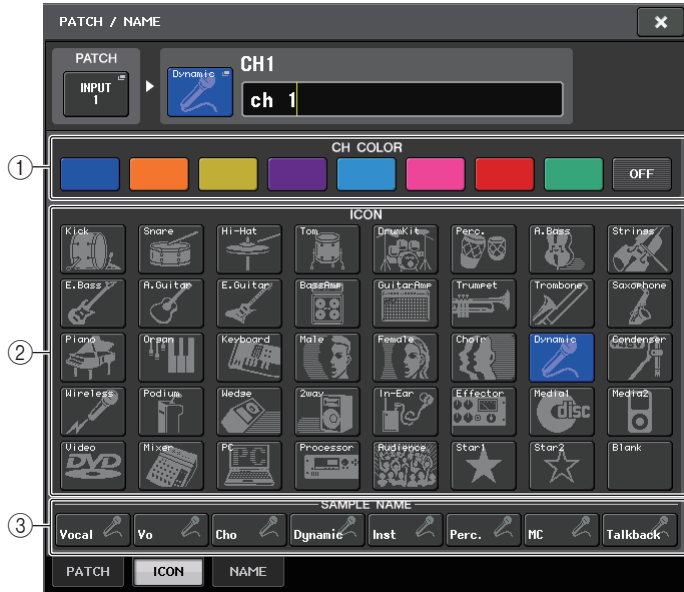 PATCH / NAME
PATCH
INPUT
1
Dynamic
CH1
ch 1
① CH COLOR
OFF
② ICON
Kick Snare Hi-Hat Tom DrumKit Perc. A.Bass Strings
E.Bass A.Guitar E.Guitar BassAmp GuitarAmp Trumpet Trombone Saxophone
Piano Organ Keyboard Male Female Choir Dynamic Condenser
Wireless Podium Wedge 2way In-Ear Effector Media1 disc Media2
Video DVD Mixer PC PC Processor Audience Star1 Star2 Blank
③ SAMPLE NAME
Vocal Vo Cho Dynamic Inst Perc. MC Talkback
PATCH ICON NAME